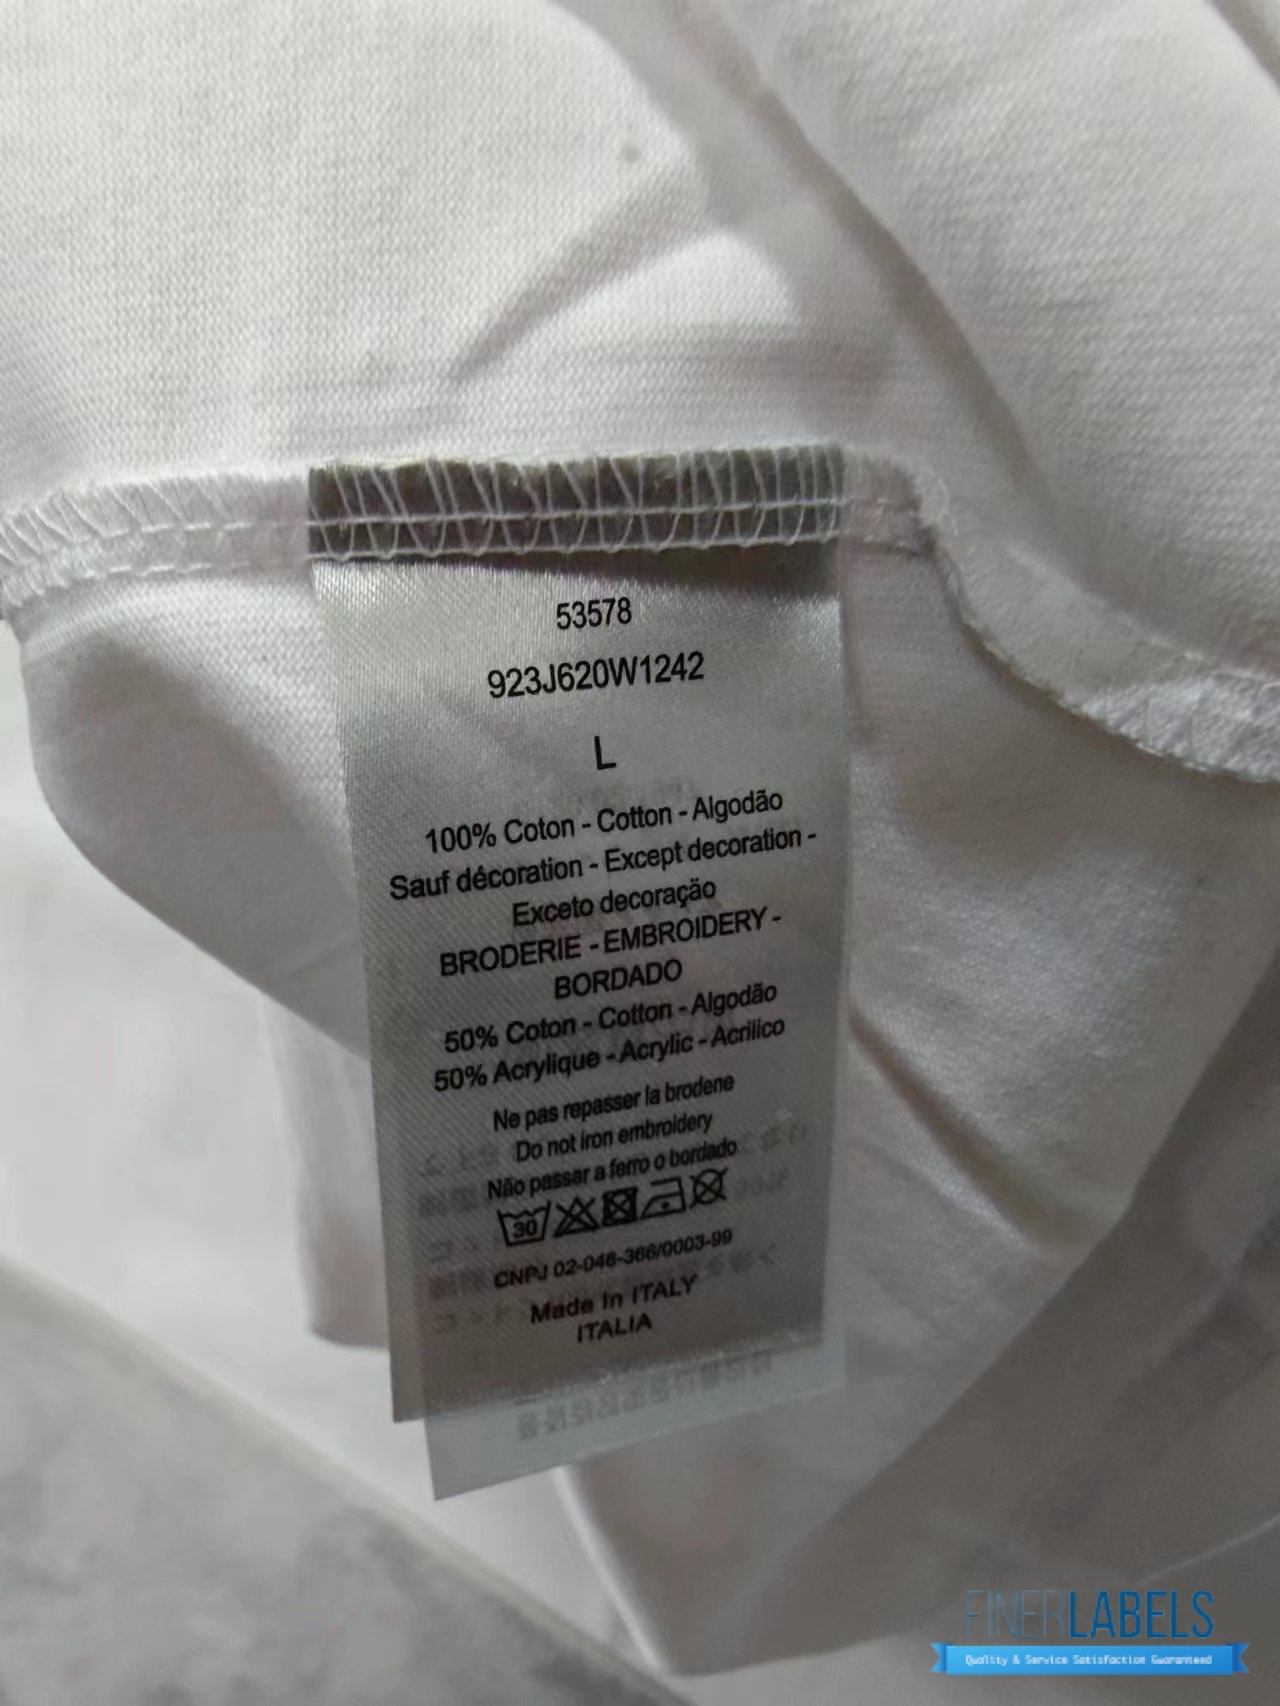 53578
923J620W1242
L
100% Coton - Cotton - Algodão
Sauf décoration - Except decoration -
Exceto decoração
BRODERIE - EMBROIDERY -
BORDADO
50% Coton - Cotton - Algodão
50% Acrylique - Acrylic - Acrilico
Ne pas repasser la brodene
Do not iron embroidery
Não passar a ferro o bordado
30
CNPJ 02-046-366/0003-99
Made In ITALY
ITALIA
FINERLABELS
Quality & Service Satisfaction Guaranteed